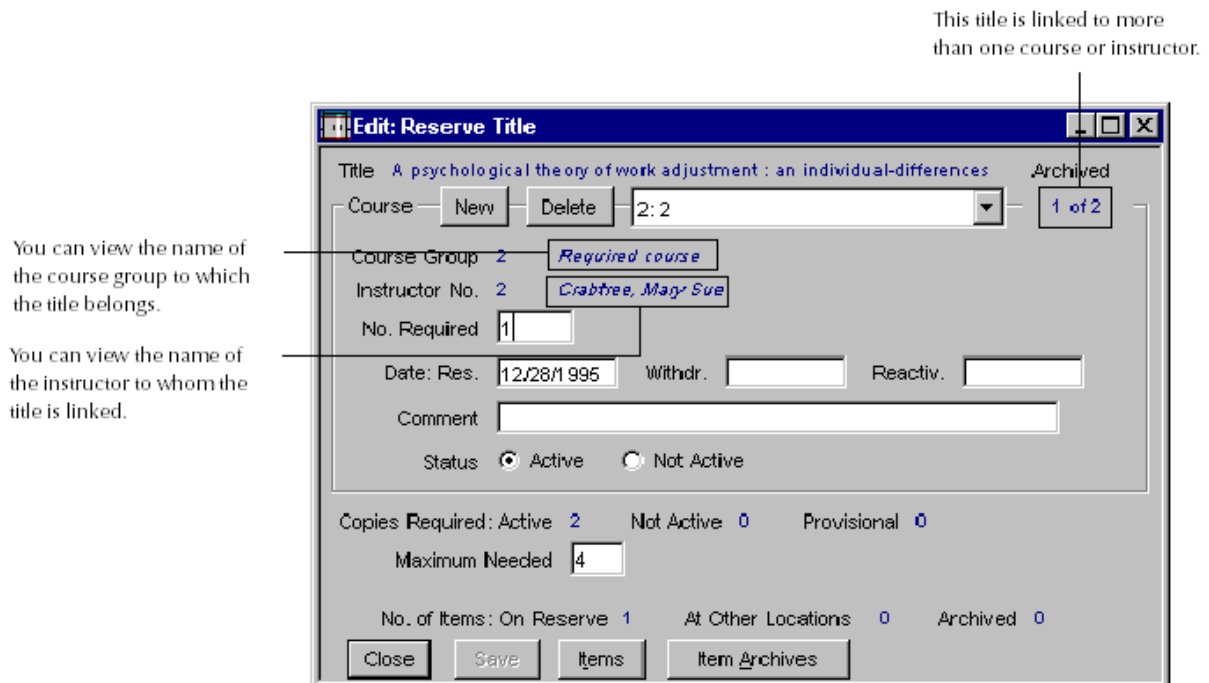 This title is linked to more
than one course or instructor.
Edit: Reserve Title
Title A psychological theory of work adjustment : an individual-differences Archived
Course New Delete 2: 2 1 of 2
You can view the name of
the course group to which
the title belongs.
Course Group 2 Required course
Instructor No. 2 Crabtree, Mary Sue
No. Required 1
You can view the name of
the instructor to whom the
title is linked.
Date: Res. 12/28/1995 Withdr. Reactiv.
Comment
Status Active Not Active
Copies Required: Active 2 Not Active 0 Provisional 0
Maximum Needed 4
No. of Items: On Reserve 1 At Other Locations 0 Archived 0
Close Save Items Item Archives